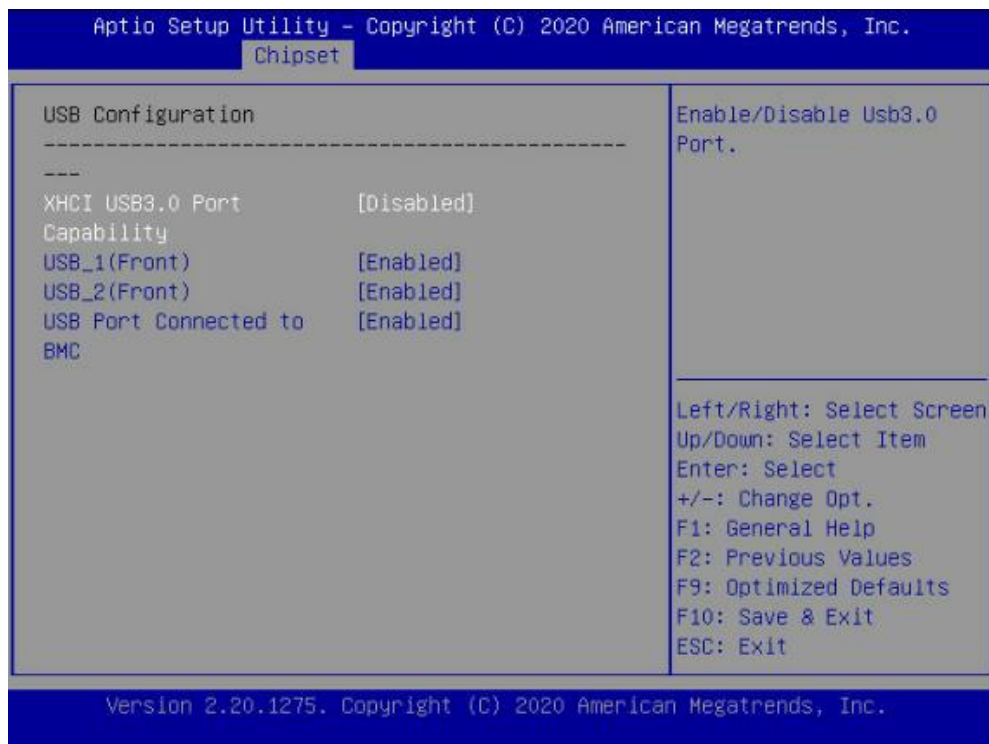 Aptio Setup Utility – Copyright (C) 2020 American Megatrends, Inc.
Chipset
USB Configuration
-----------------------------------------------
---
XHCI USB3.0 Port [Disabled]
Capability
USB_1(Front) [Enabled]
USB_2(Front) [Enabled]
USB Port Connected to [Enabled]
BMC
Enable/Disable Usb3.0
Port.
Left/Right: Select Screen
Up/Down: Select Item
Enter: Select
+/-: Change Opt.
F1: General Help
F2: Previous Values
F9: Optimized Defaults
F10: Save & Exit
ESC: Exit
Version 2.20.1275. Copyright (C) 2020 American Megatrends, Inc.